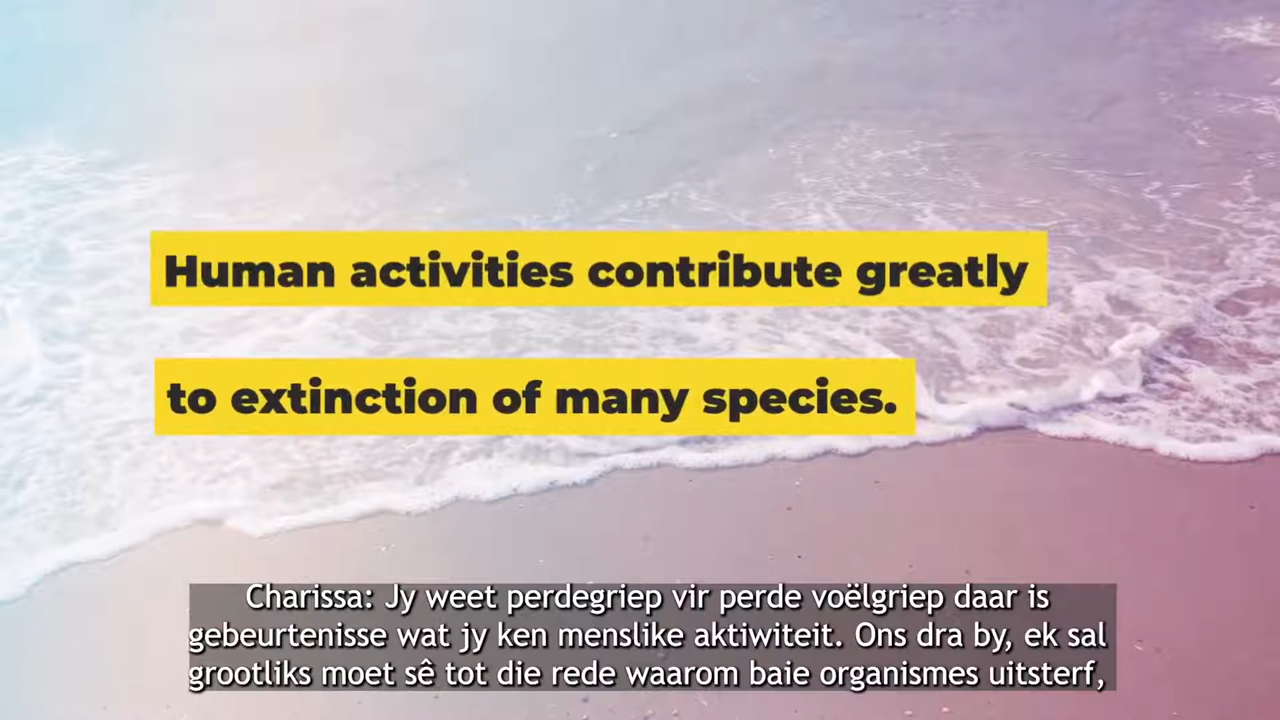 Human activities contribute greatly
to extinction of many species.
Charissa: Jy weet perdegriep vir perde voëlgriep daar is
gebeurtenisse wat jy ken menslike aktiwiteit. Ons dra by, ek sal
grootliks moet sê tot die rede waarom baie organismes uitsterf,